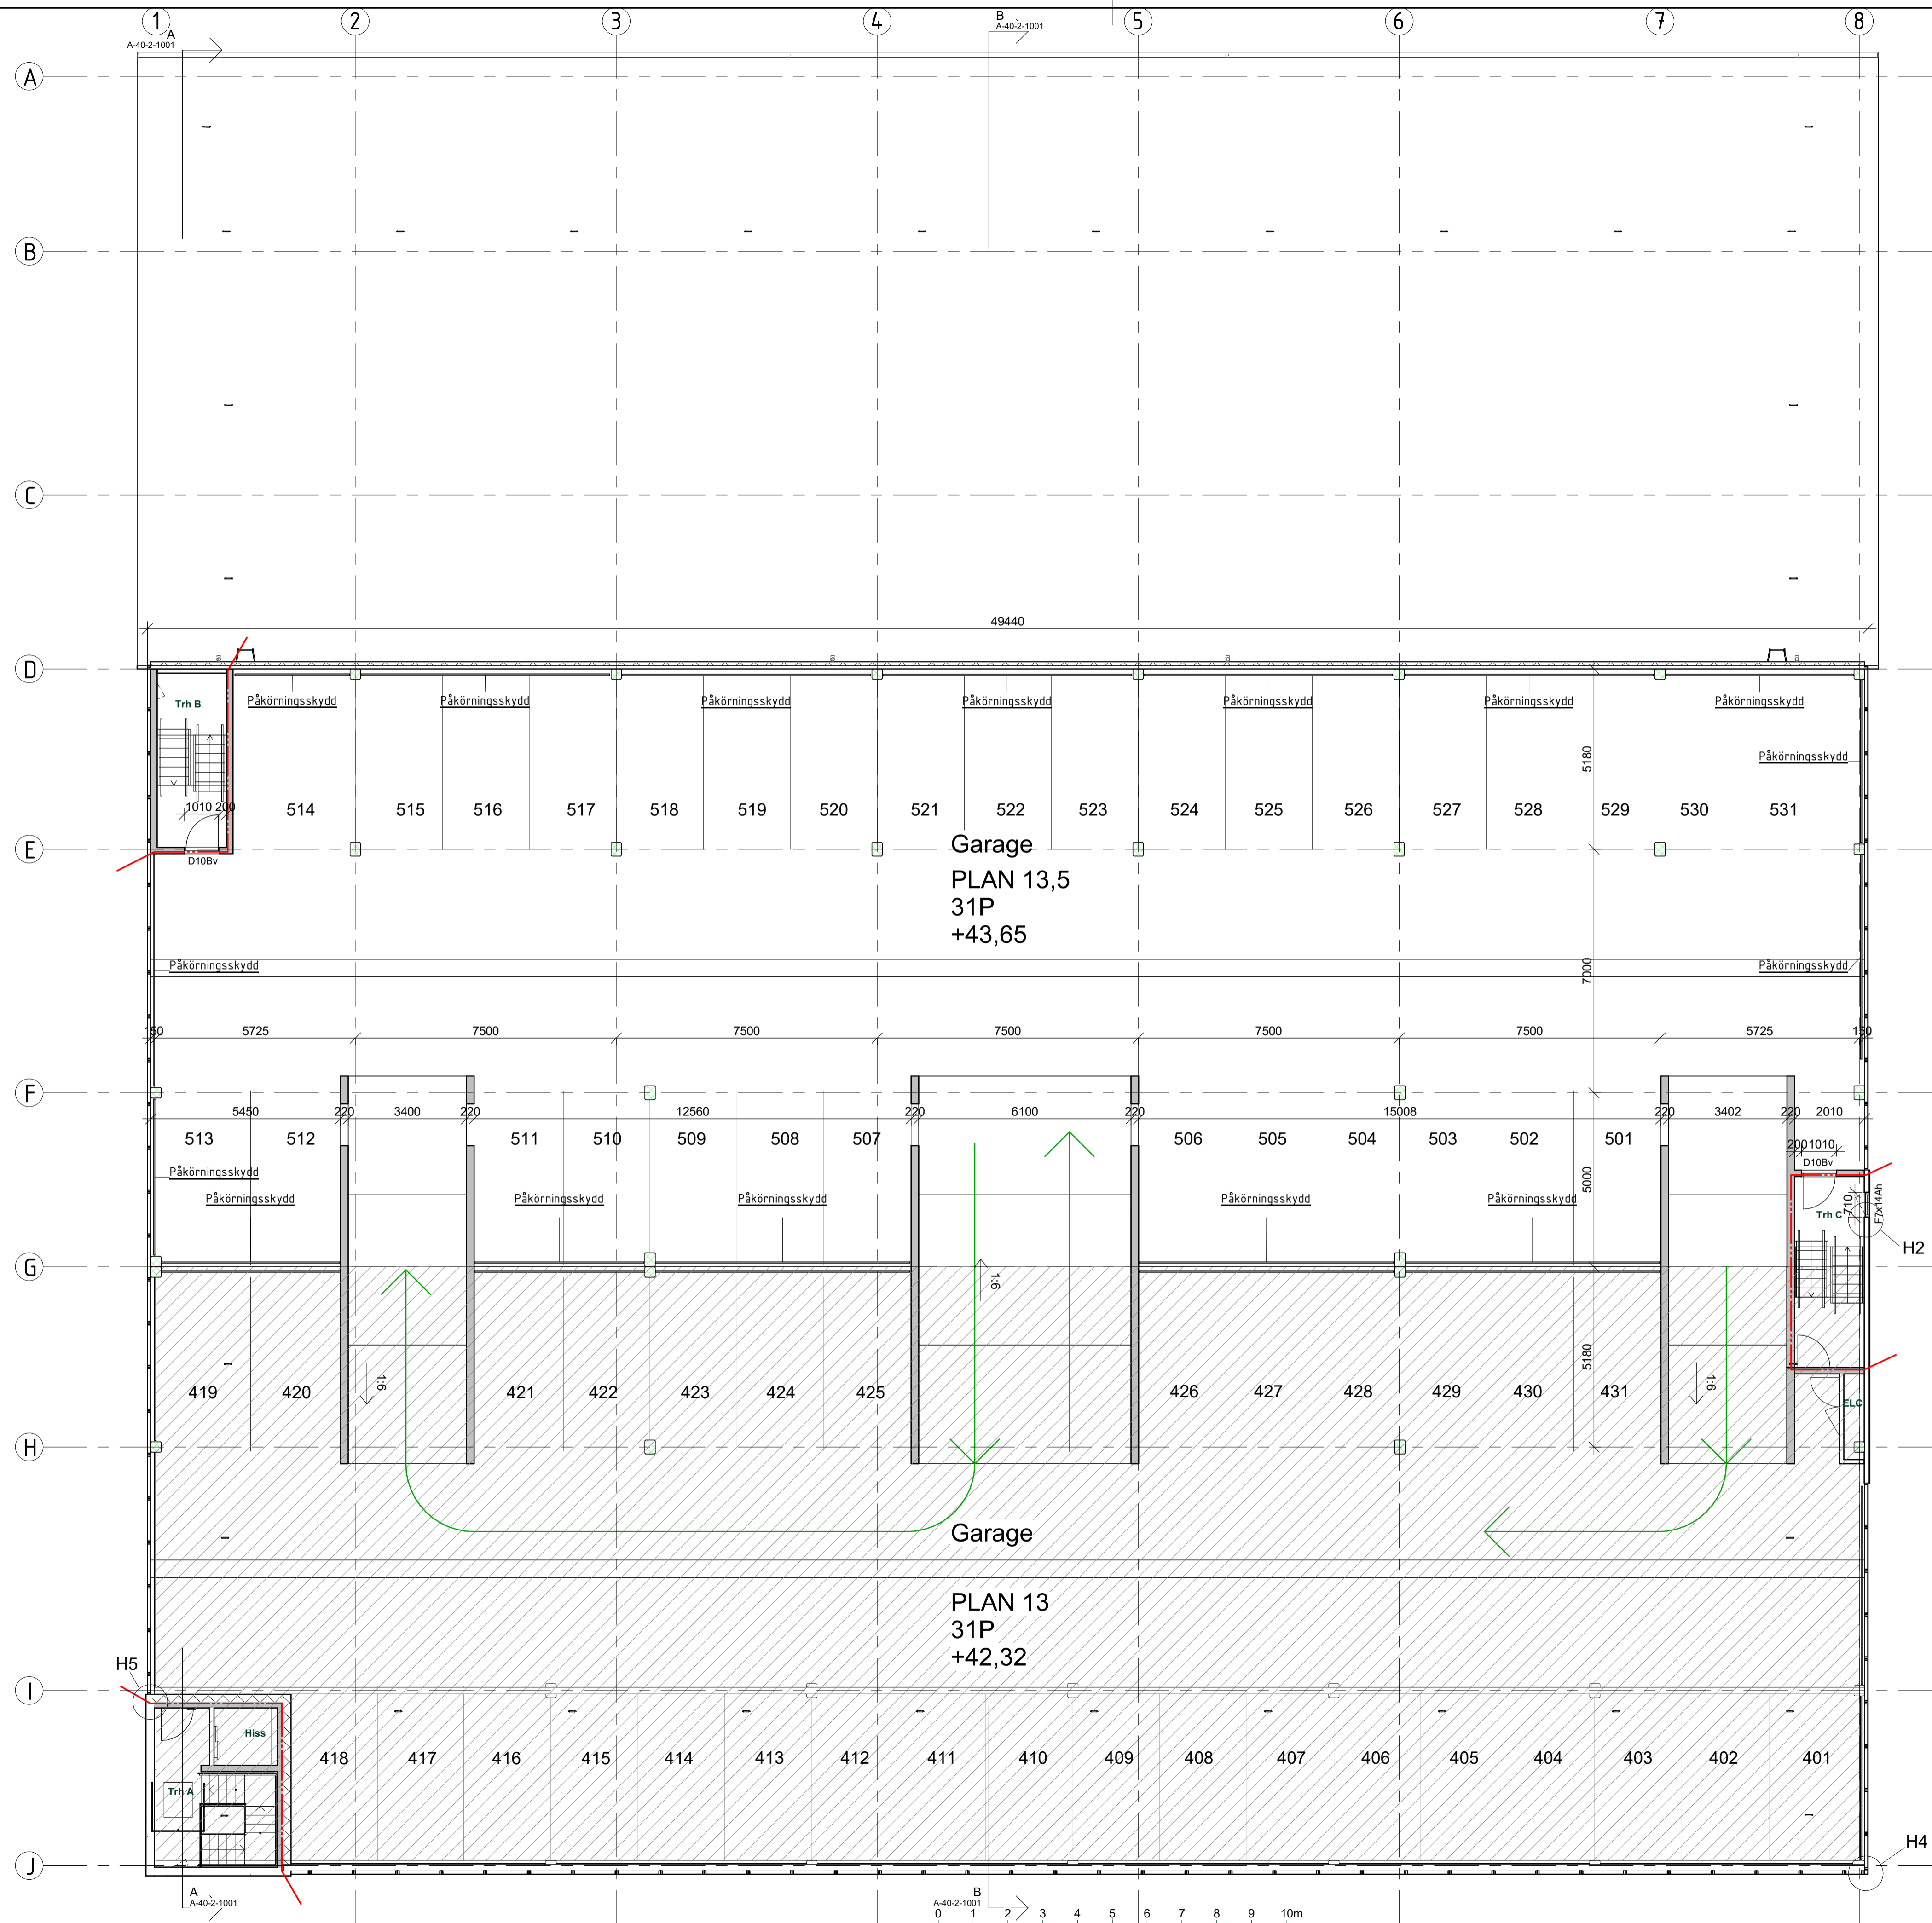 1 2 3 4 5 6 7 8
A
A-40-2-1001
B
A-40-2-1001
A
B
C
49440
D
Trh B
Påkörningsskydd Påkörningsskydd Påkörningsskydd Påkörningsskydd Påkörningsskydd Påkörningsskydd Påkörningsskydd
Påkörningsskydd
5180
1010 200
514 515 516 517 518 519 520 521 522 523 524 525 526 527 528 529 530 531
E
D10Bv
Garage
PLAN 13,5
31P
+43,65
Påkörningsskydd Påkörningsskydd
7000
150 5725 7500 7500 7500 7500 7500 5725 150
F
5450 220 3400 220 12560 220 6100 220 15008 220 3402 220 2010
513 512 511 510 509 508 507 506 505 504 503 502 501
200 1010
D10Bv
Påkörningsskydd
5000
Påkörningsskydd Påkörningsskydd Påkörningsskydd Påkörningsskydd Påkörningsskydd
710
F7x14Ah
Trh C
H2
G
1:6
5180
419 420 1:6 421 422 423 424 425 426 427 428 429 430 431 1:6
ELC
H
Garage
PLAN 13
31P
+42,32
H5
I
Hiss
418 417 416 415 414 413 412 411 410 409 408 407 406 405 404 403 402 401
Trh A
H4
J
A
A-40-2-1001
B
A-40-2-1001
0 1 2 3 4 5 6 7 8 9 10m